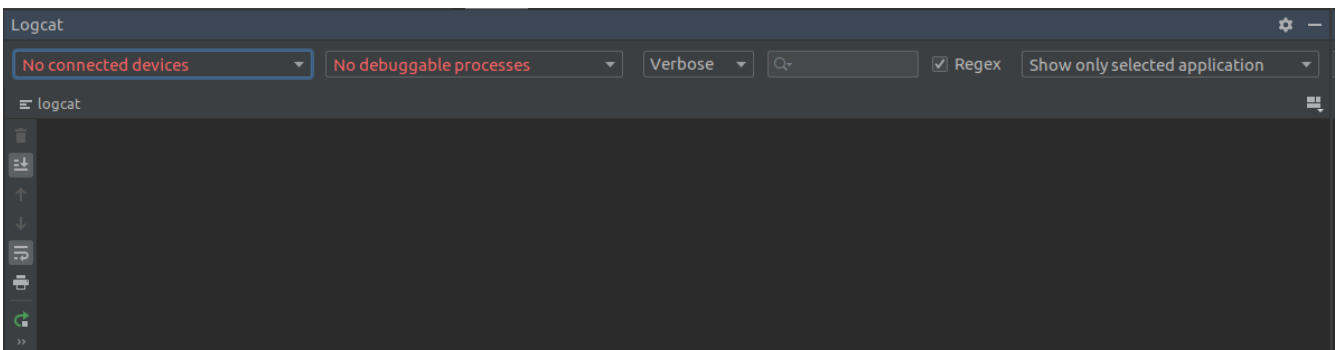 Logcat
No connected devices No debuggable processes Verbose Regex Show only selected application
logcat